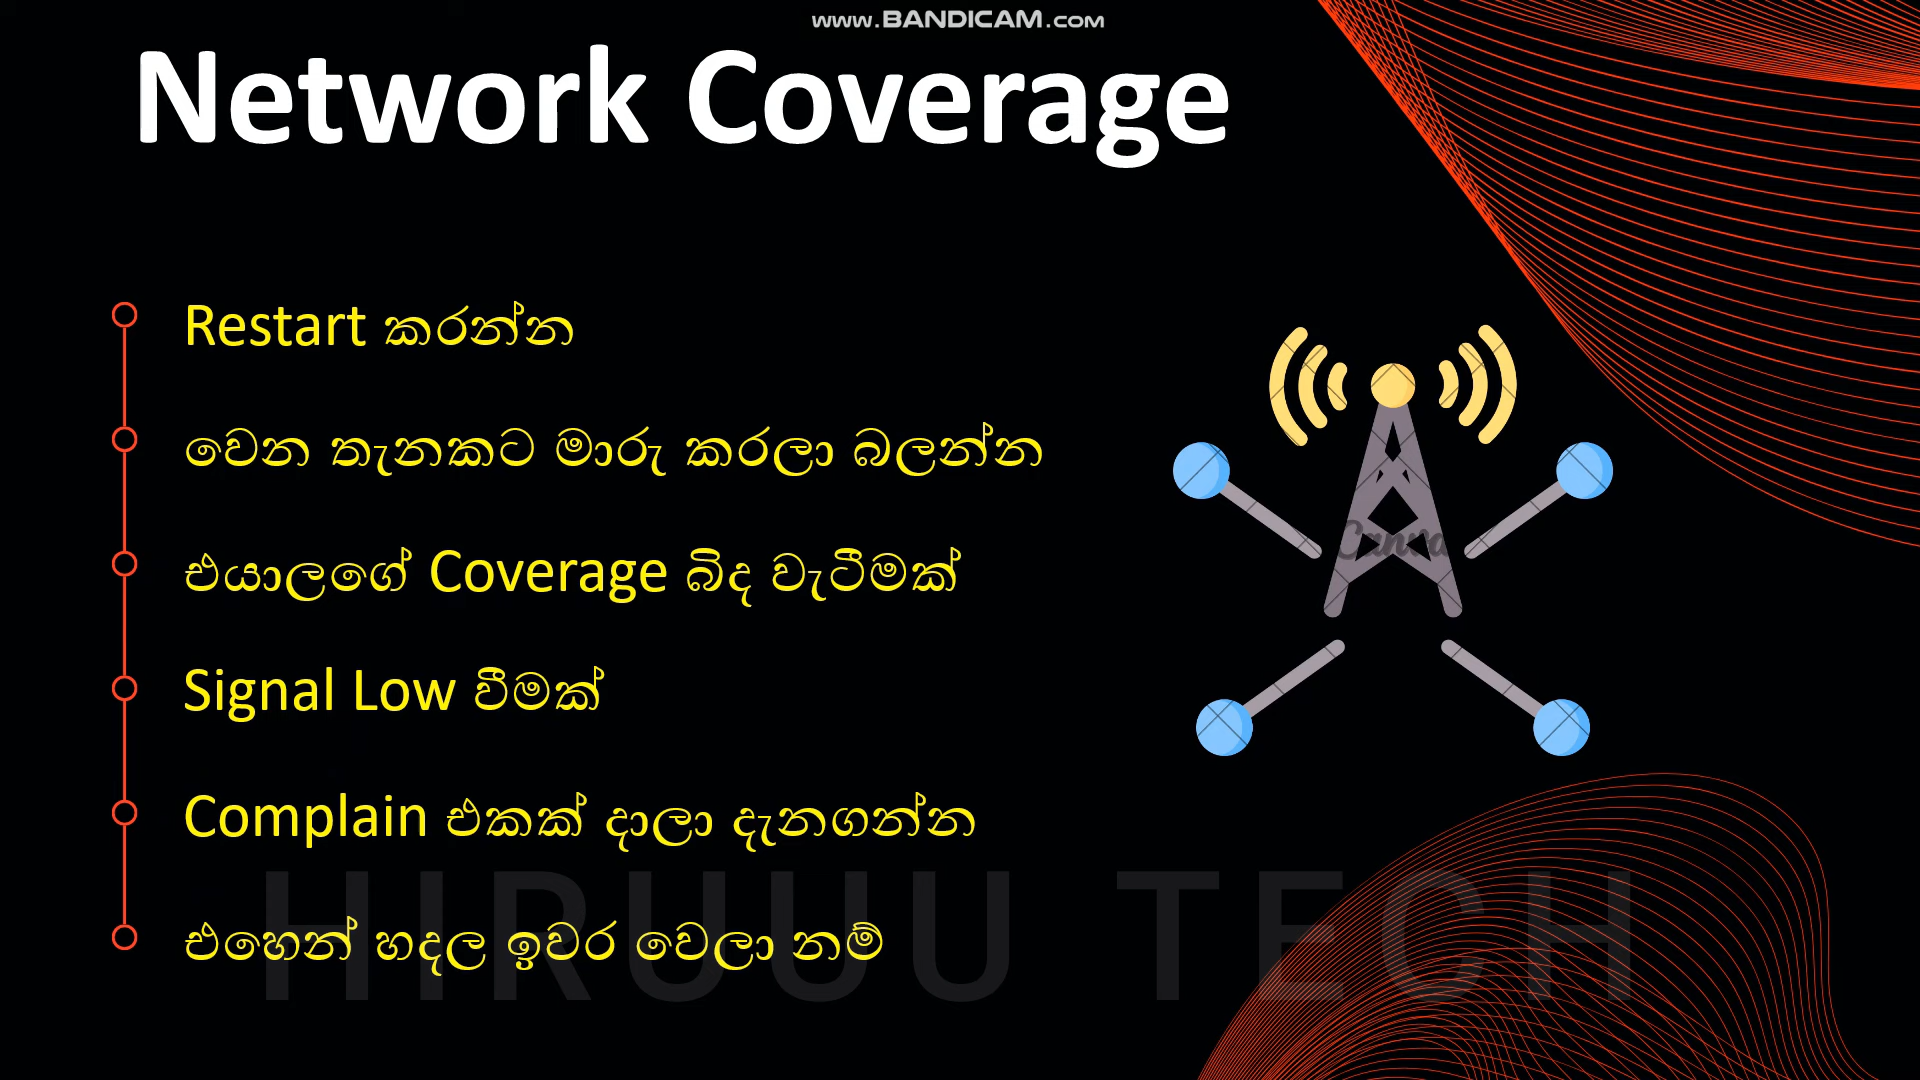 www.BANDICAM.com
Network Coverage
Restart කරන්න
වෙන තැනකට මාරු කරලා බලන්න
එයාලගේ Coverage බිද වැටීමක්
Signal Low වීමක්
Canva
Complain එකක් දාලා දැනගන්න
එහෙන් හදල ඉවර වෙලා නම්
HIRUUU TECH